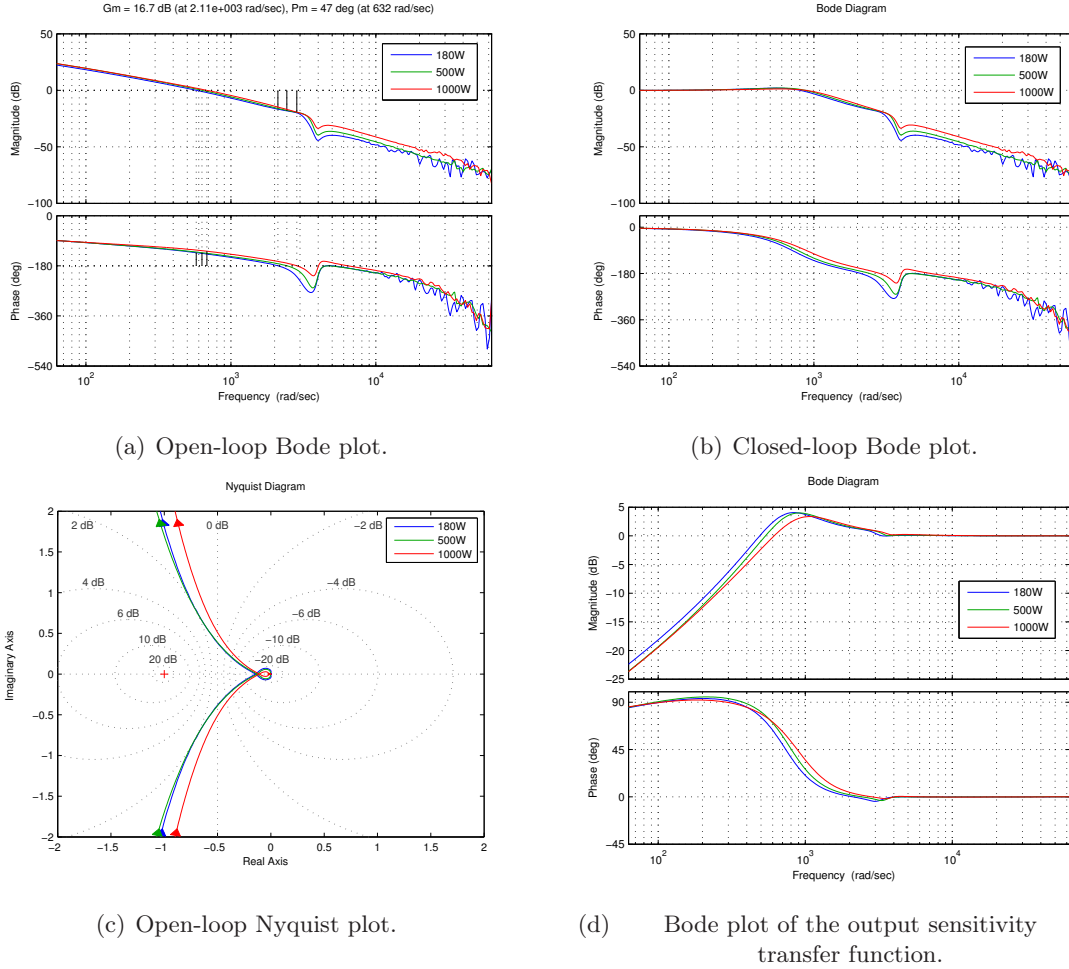 Gm = 16.7 dB (at 2.11e+003 rad/sec), Pm = 47 deg (at 632 rad/sec)
50
0
−50
−100
Magnitude (dB)
180W
500W
1000W
0
−180
−360
−540
Phase (deg)
10^2
10^3
10^4
Frequency (rad/sec)
(a) Open-loop Bode plot.
Bode Diagram
50
0
−50
−100
Magnitude (dB)
180W
500W
1000W
0
−180
−360
−540
Phase (deg)
10^2
10^3
10^4
Frequency (rad/sec)
(b) Closed-loop Bode plot.
Nyquist Diagram
2
1.5
1
0.5
0
−0.5
−1
−1.5
−2
Imaginary Axis
2 dB
0 dB
−2 dB
4 dB
−4 dB
6 dB
−6 dB
10 dB
−10 dB
20 dB
−20 dB
180W
500W
1000W
−2
−1.5
−1
−0.5
0
0.5
1
1.5
2
Real Axis
(c) Open-loop Nyquist plot.
Bode Diagram
5
0
−5
−10
−15
−20
−25
Magnitude (dB)
180W
500W
1000W
90
45
0
−45
Phase (deg)
10^2
10^3
10^4
Frequency (rad/sec)
(d) Bode plot of the output sensitivity
transfer function.